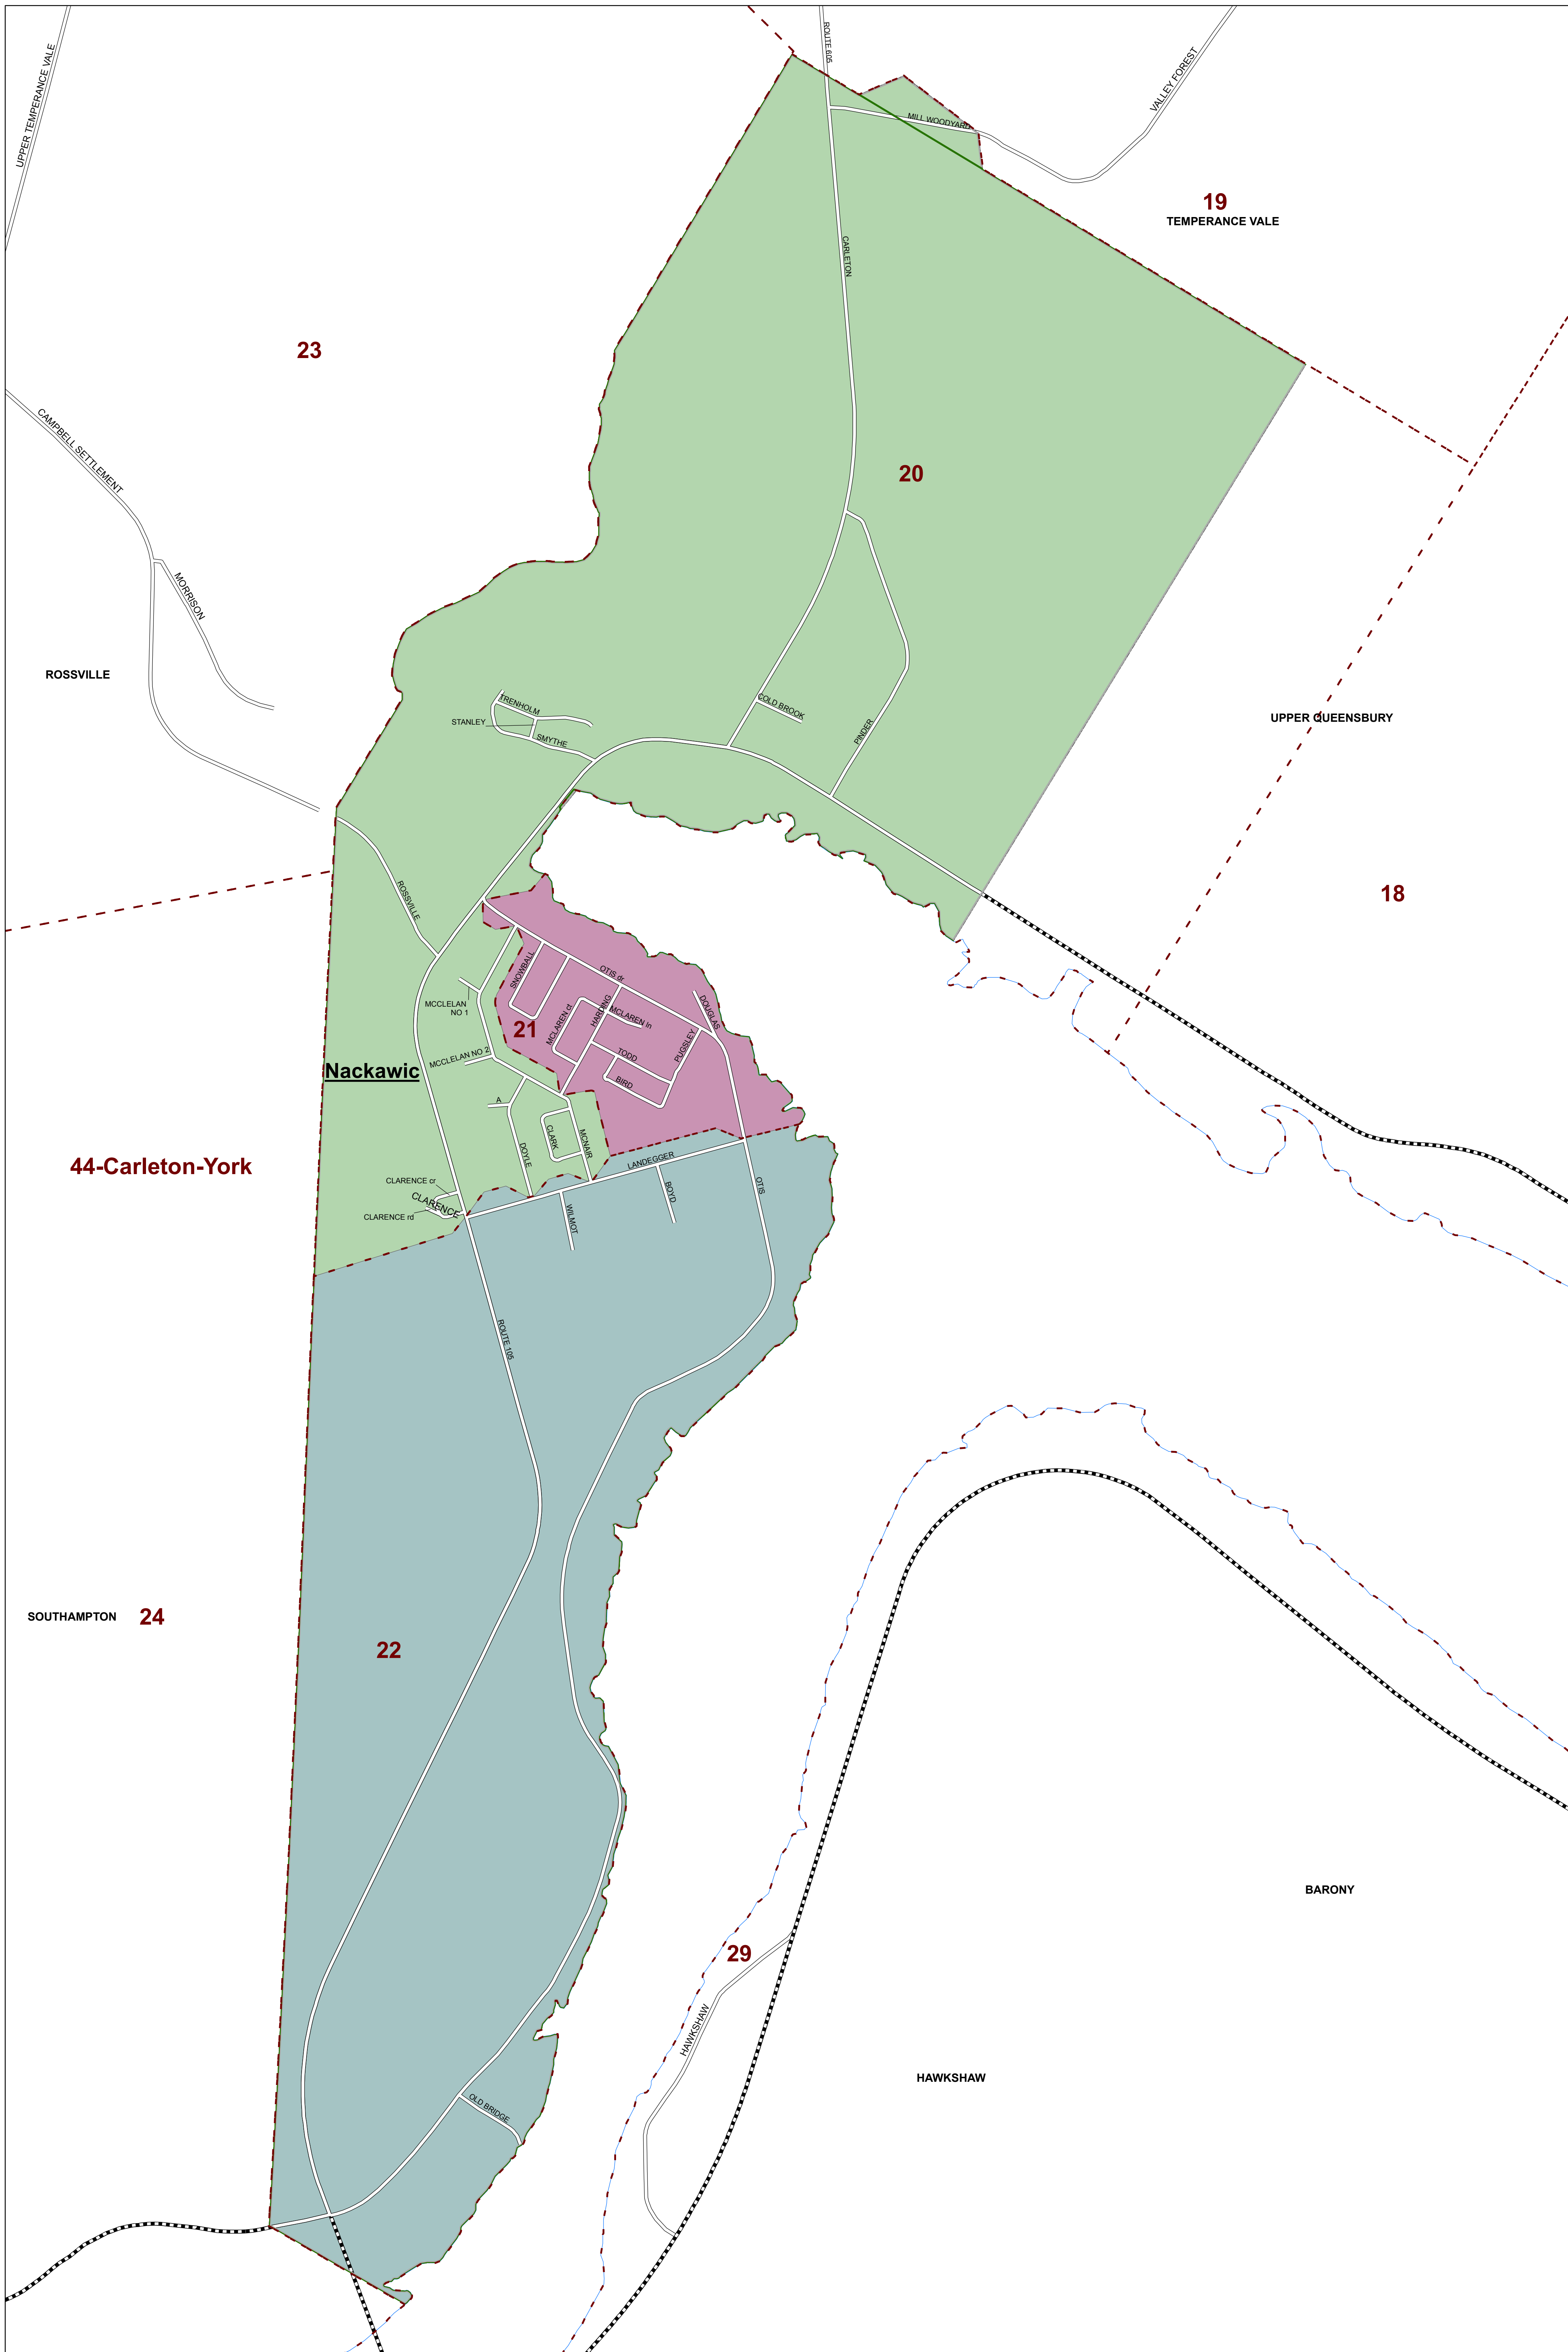 UPPER TEMPERANCE VALE
ROUTE 605
VALLEY FOREST
MILL WOODYARD
19
TEMPERANCE VALE
CARLETON
23
CAMPBELL SETTLEMENT
20
MORRISON
ROSSVILLE
TRENHOLM
STANLEY
SMYTHE
COLD BROOK
PINDER
UPPER QUEENSBURY
ROSSVILLE
18
SNOWBALL
OTIS dr
MCCLELAN
NO 1
21
MCLAREN ct
HARDING
MCLAREN ln
DOUGLAS
PUGSLEY
MCCLELAN NO 2
TODD
BIRD
Nackawic
A
DOYLE
CLARK
MCNAIR
44-Carleton-York
LANDEGGER
CLARENCE cr
CLARENCE
CLARENCE rd
WILMOT
BOYD
OTIS
ROUTE 105
SOUTHAMPTON
24
22
BARONY
29
HAWKSHAW
HAWKSHAW
OLD BRIDGE